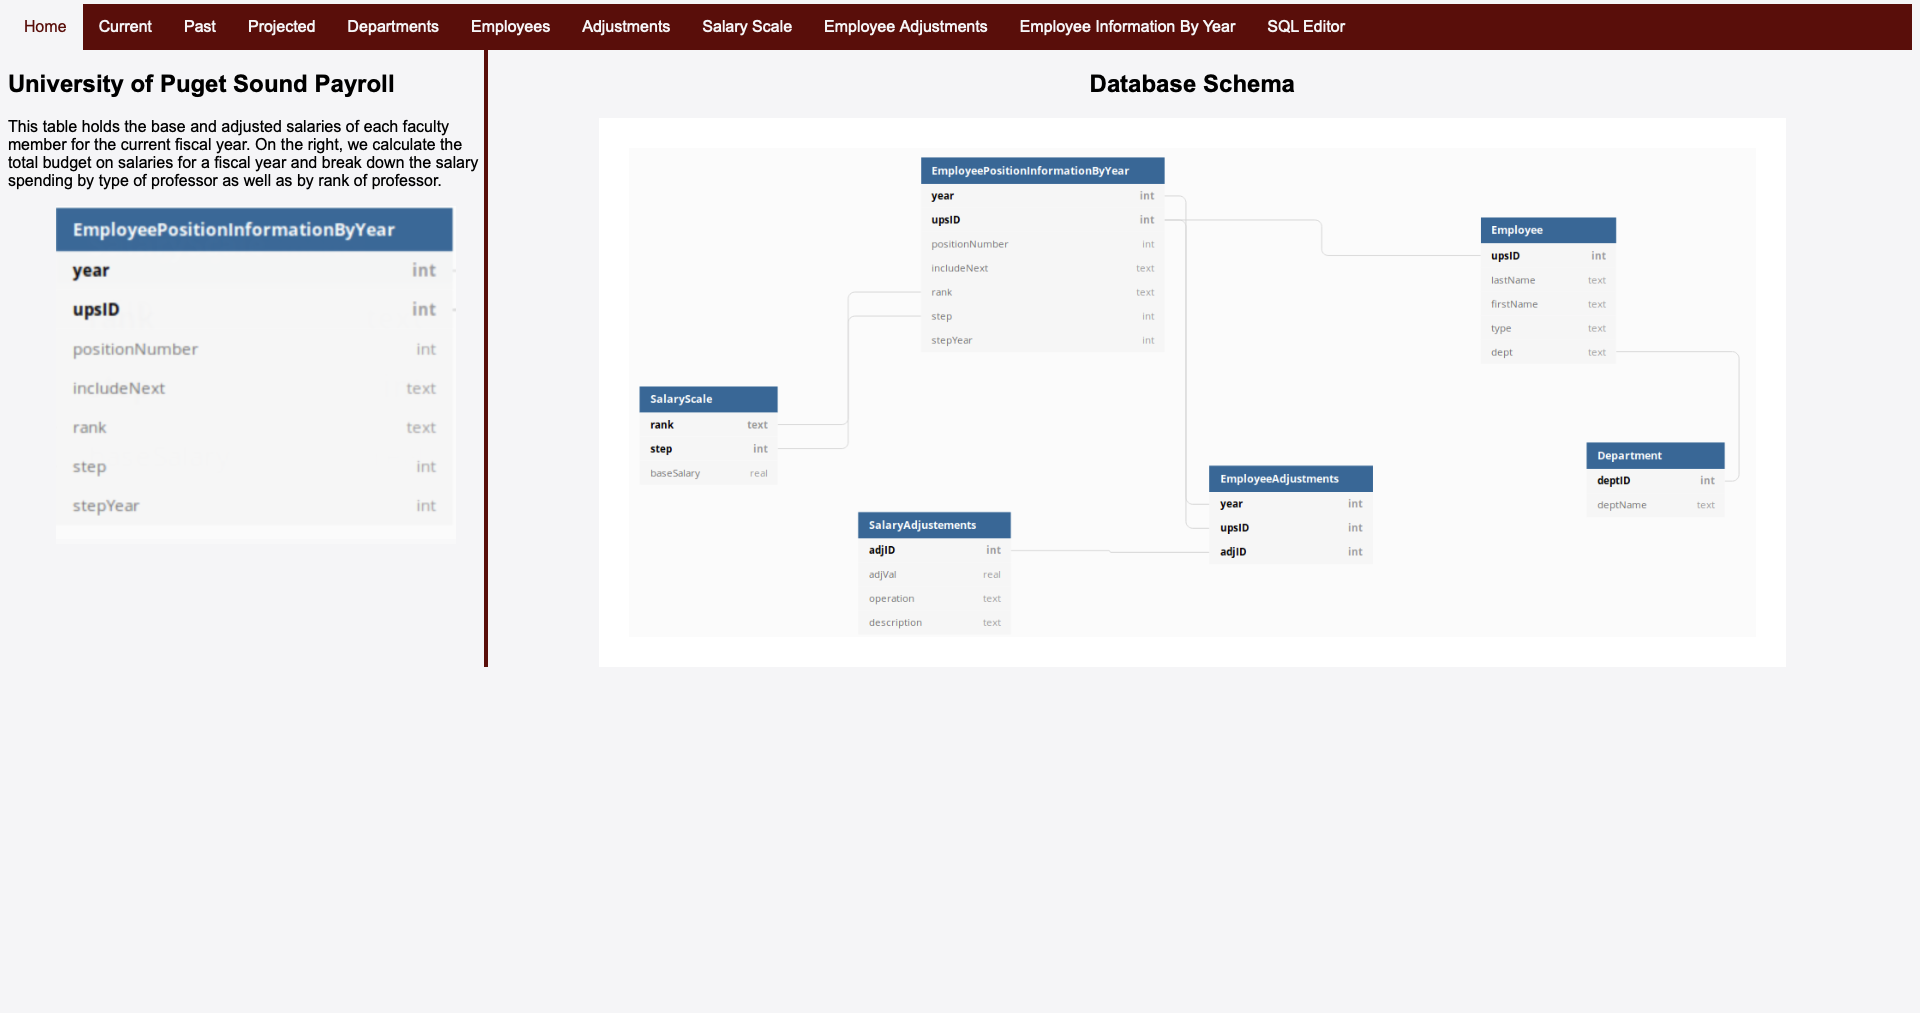 Home Current Past Projected Departments Employees Adjustments Salary Scale Employee Adjustments Employee Information By Year SQL Editor
University of Puget Sound Payroll
This table holds the base and adjusted salaries of each faculty
member for the current fiscal year. On the right, we calculate the
total budget on salaries for a fiscal year and break down the salary
spending by type of professor as well as by rank of professor.
EmployeePositionInformationByYear
year int
upsID int
positionNumber int
includeNext text
rank text
step int
stepYear int
Database Schema
EmployeePositionInformationByYear
year int
upsID int
positionNumber int
includeNext text
rank text
step int
stepYear int
Employee
upsID int
lastName text
firstName text
type text
dept text
SalaryScale
rank text
step int
baseSalary real
Department
deptID int
deptName text
EmployeeAdjustments
year int
upsID int
adjID int
SalaryAdjustements
adjID int
adjVal real
operation text
description text